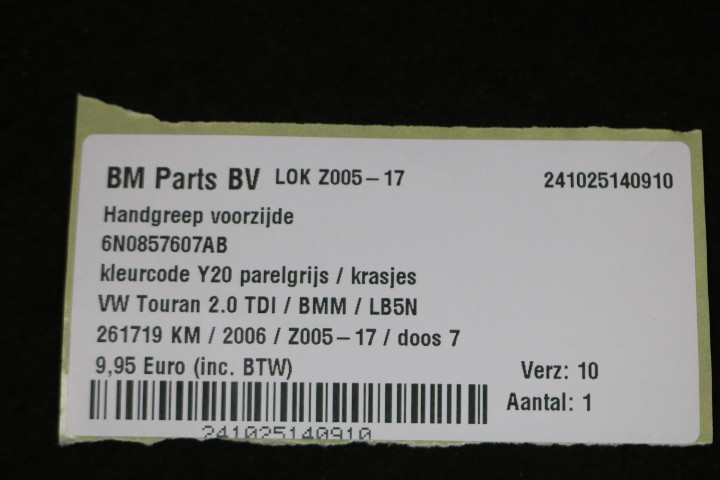 BM Parts BV LOK Z005-17 241025140910
Handgreep voorzijde
6N0857607AB
kleurcode Y20 parelgrijs / krasjes
VW Touran 2.0 TDI / BMM / LB5N
261719 KM / 2006 / Z005-17 / doos 7
9,95 Euro (inc. BTW) Verz: 10
Aantal: 1
241025140910